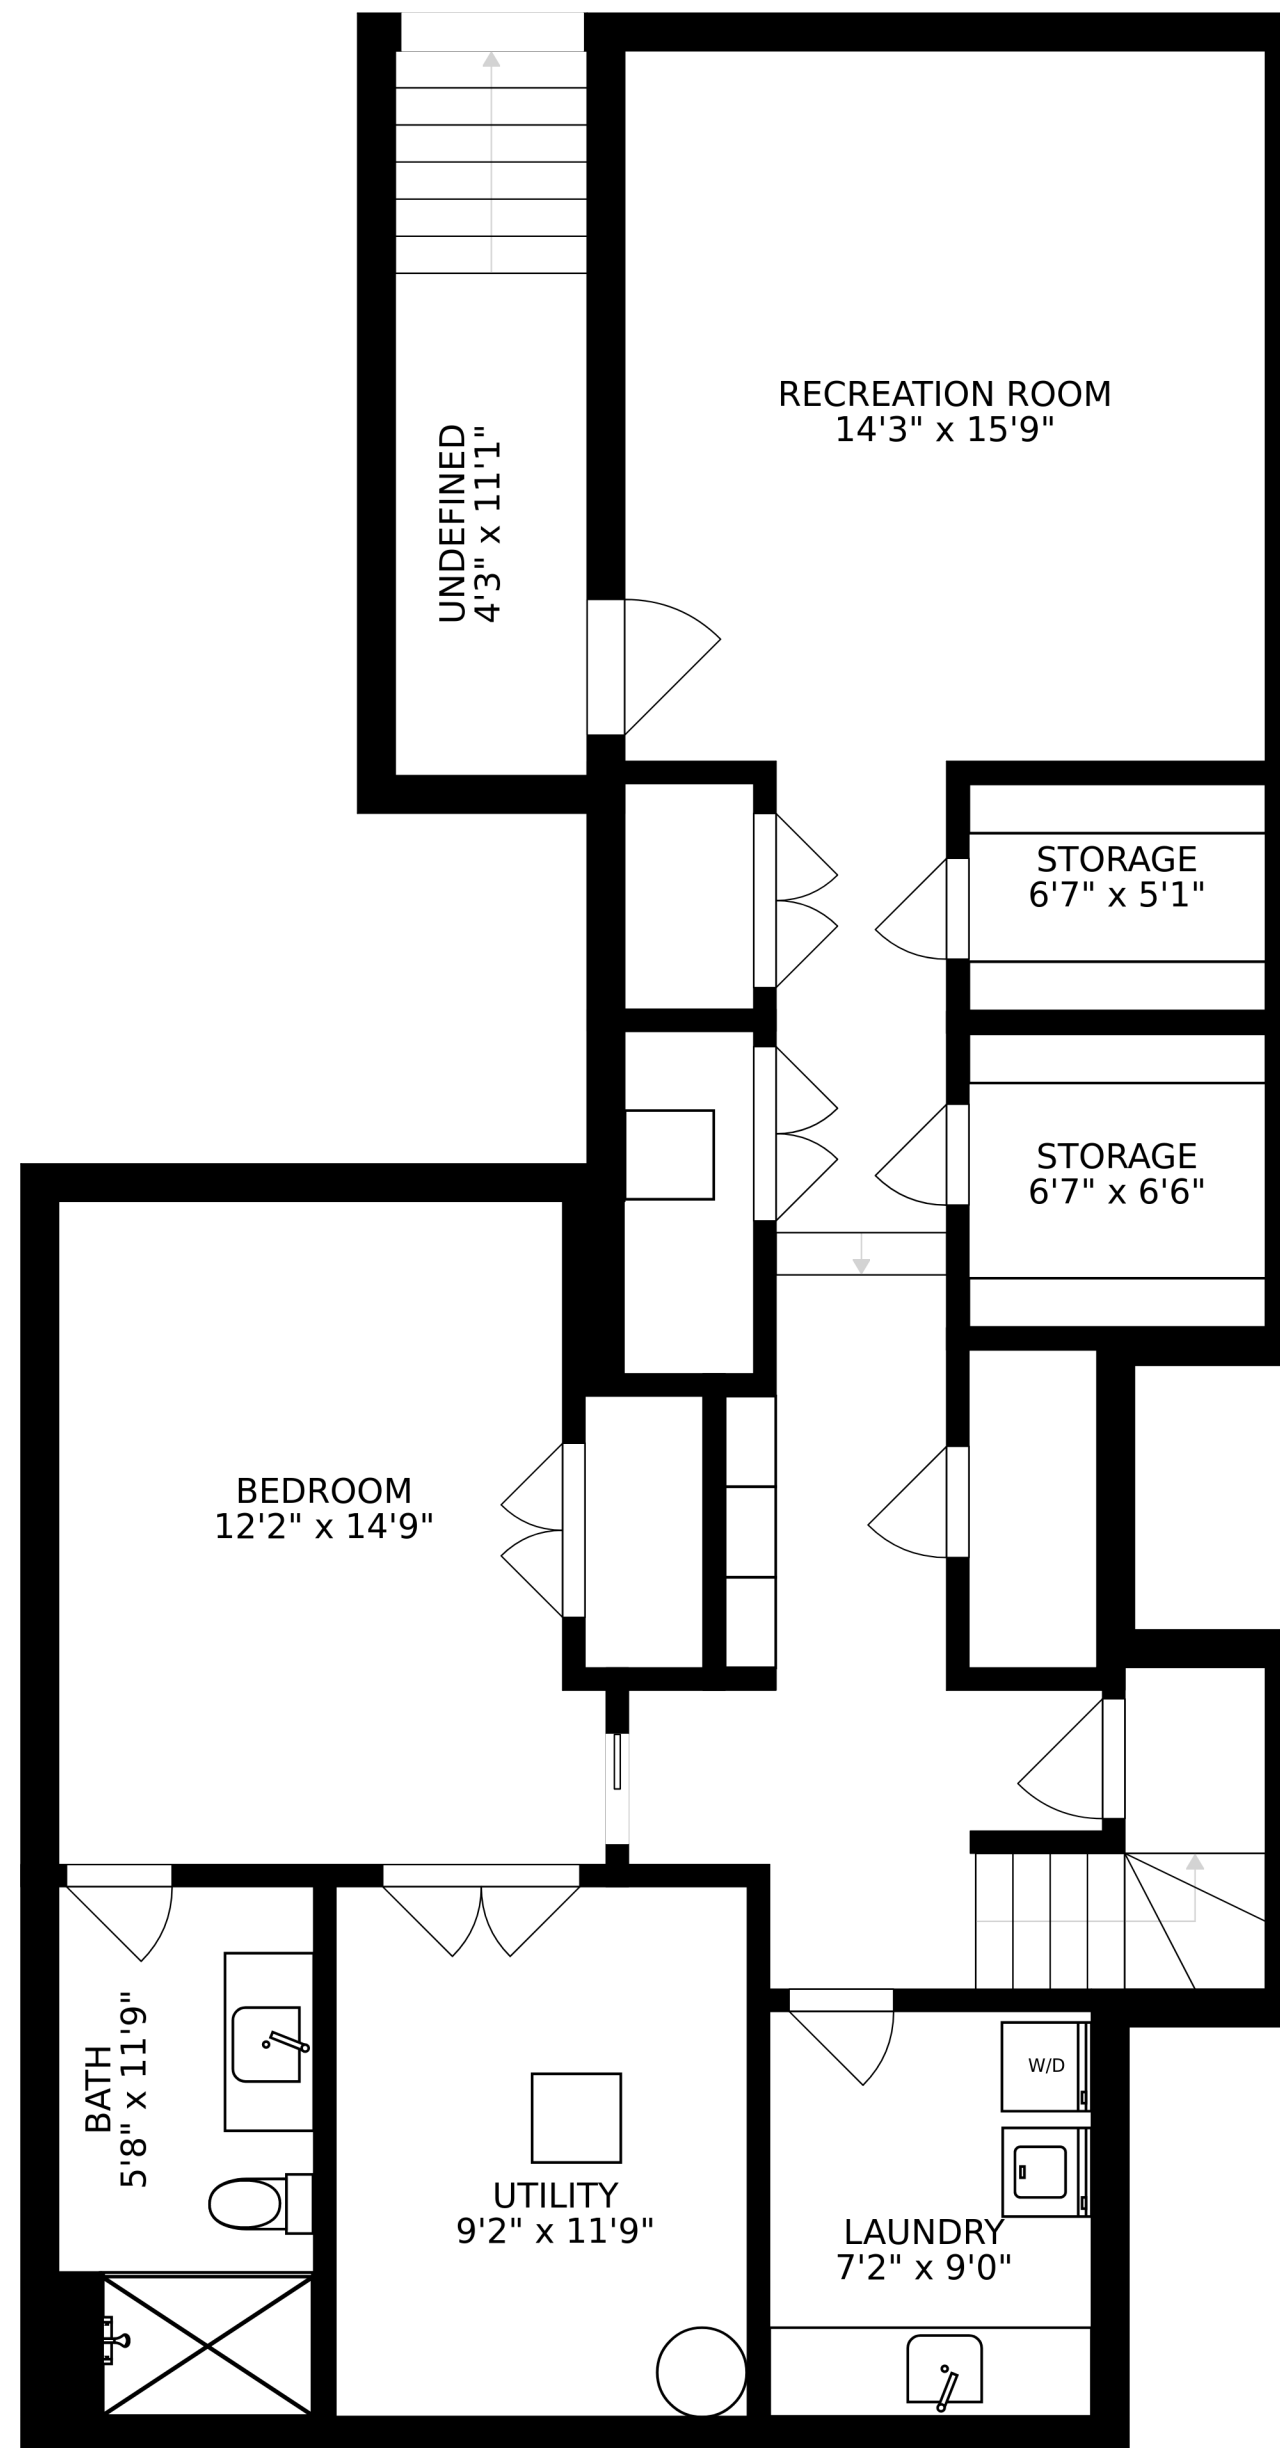 RECREATION ROOM
14'3" x 15'9"
UNDEFINED
4'3" x 11'1"
STORAGE
6'7" x 5'1"
STORAGE
6'7" x 6'6"
BEDROOM
12'2" x 14'9"
BATH
5'8" x 11'9"
W/D
UTILITY
9'2" x 11'9"
LAUNDRY
7'2" x 9'0"